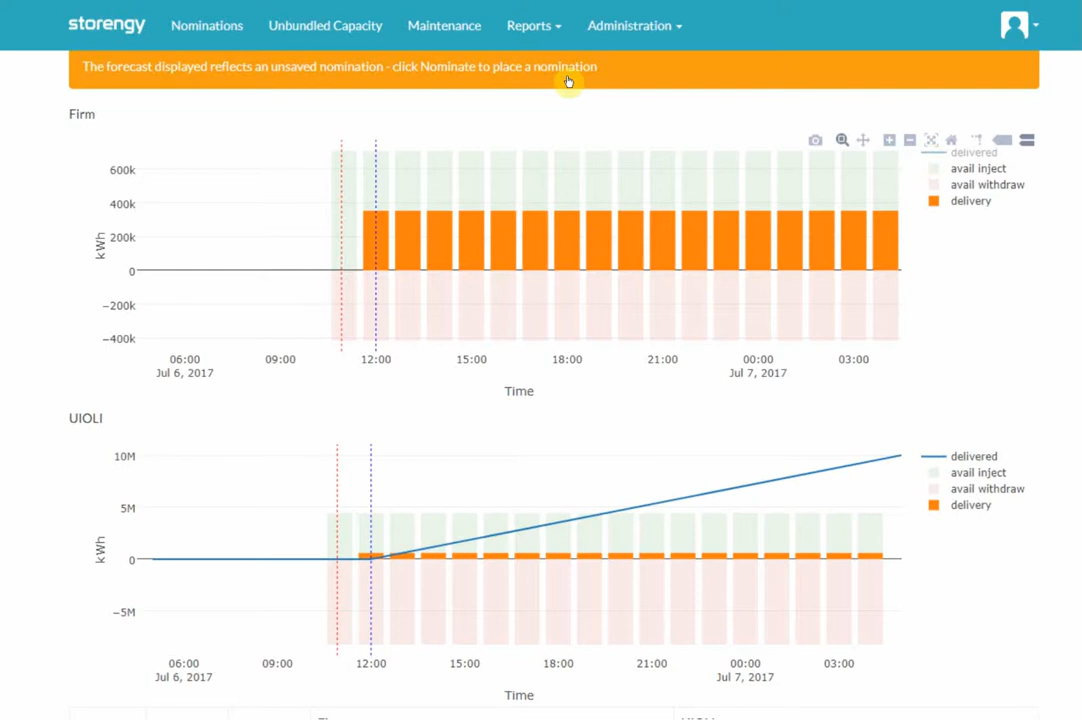 storengy Nominations Unbundled Capacity Maintenance Reports Administration
The forecast displayed reflects an unsaved nomination - click Nominate to place a nomination
Firm
delivered
avail inject
avail withdraw
delivery
600k
400k
200k
0
−200k
−400k
kWh
06:00 09:00 12:00 15:00 18:00 21:00 00:00 03:00
Jul 6, 2017 Jul 7, 2017
Time
UIOLI
delivered
avail inject
avail withdraw
delivery
10M
5M
0
−5M
kWh
06:00 09:00 12:00 15:00 18:00 21:00 00:00 03:00
Jul 6, 2017 Jul 7, 2017
Time